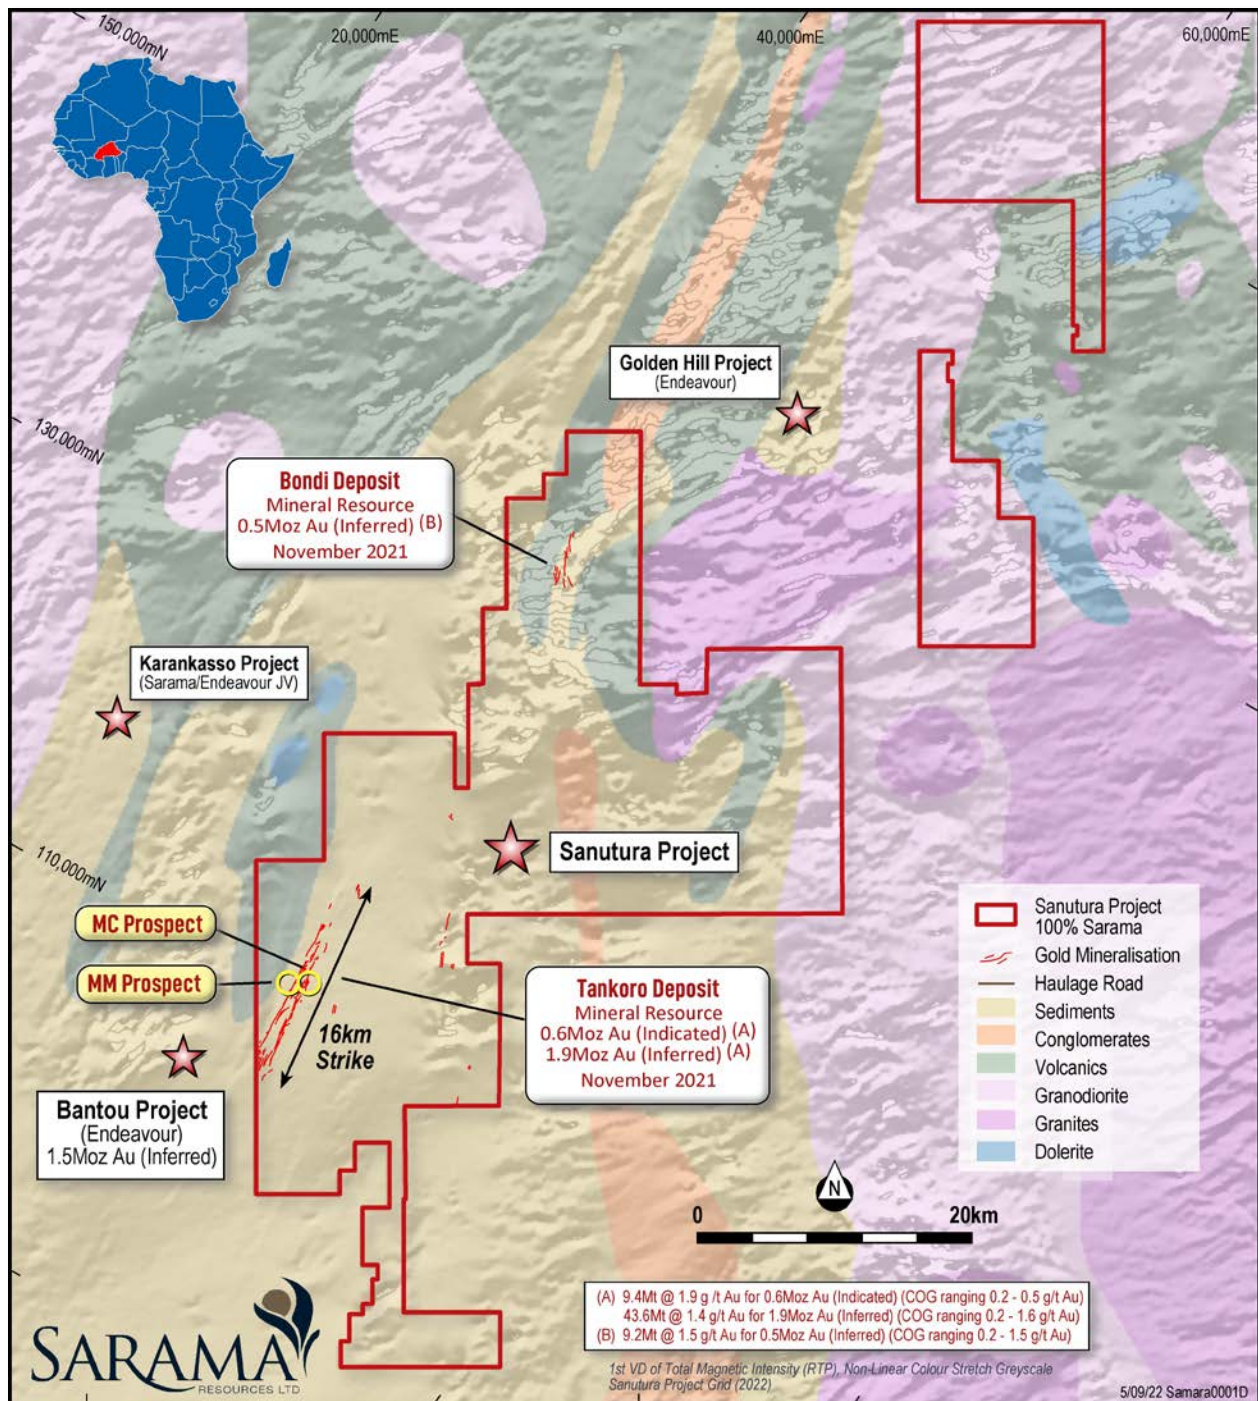 150,000mN
20,000mE
40,000mE
60,000mE
Golden Hill Project
(Endeavour)
130,000mN
Bondi Deposit
Mineral Resource
0.5Moz Au (Inferred) (B)
November 2021
Karankasso Project
(Sarama/Endeavour JV)
110,000mN
Sanutura Project
MC Prospect
MM Prospect
16km
Strike
Tankoro Deposit
Mineral Resource
0.6Moz Au (Indicated) (A)
1.9Moz Au (Inferred) (A)
November 2021
Bantou Project
(Endeavour)
1.5Moz Au (Inferred)
Sanutura Project
100% Sarama
Gold Mineralisation
Haulage Road
Sediments
Conglomerates
Volcanics
Granodiorite
Granites
Dolerite
N
0 20km
(A) 9.4Mt @ 1.9 g /t Au for 0.6Moz Au (Indicated) (COG ranging 0.2 - 0.5 g/t Au)
43.6Mt @ 1.4 g/t Au for 1.9Moz Au (Inferred) (COG ranging 0.2 - 1.6 g/t Au)
(B) 9.2Mt @ 1.5 g/t Au for 0.5Moz Au (Inferred) (COG ranging 0.2 - 1.5 g/t Au)
1st VD of Total Magnetic Intensity (RTP), Non-Linear Colour Stretch Greyscale
Sanutura Project Grid (2022)
SARAMA
RESOURCES LTD
5/09/22 Samara0001D